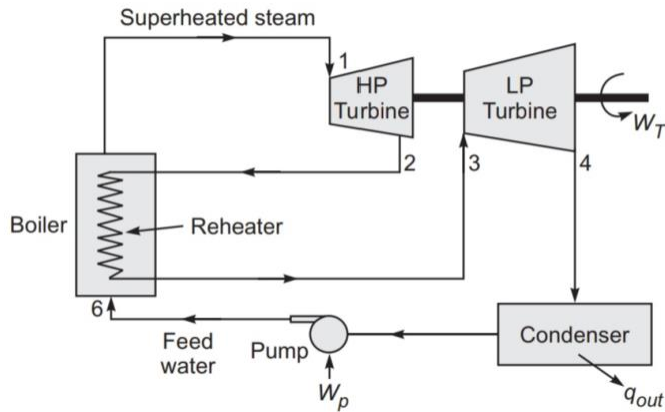 Superheated steam
1
HP
Turbine
LP
Turbine
W_T
2
3
4
Boiler
Reheater
6
Feed
water
Pump
W_p
Condenser
q_out